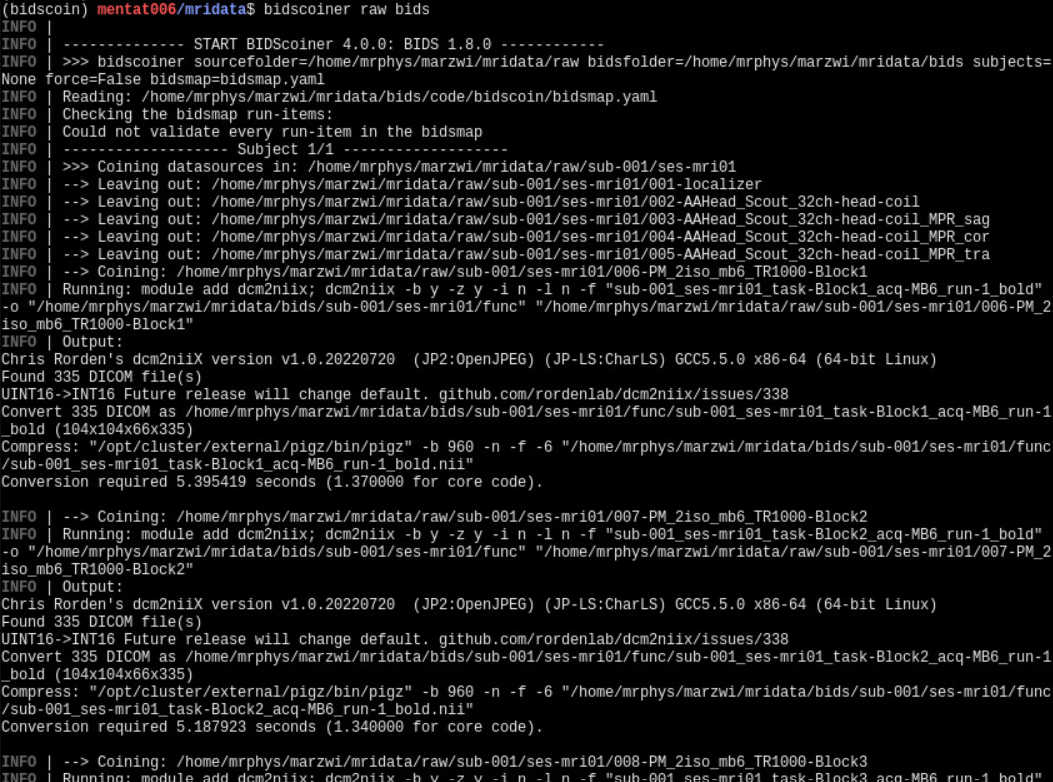 (bidscoin) mentat006/mridata$ bidscoiner raw bids
INFO |
INFO | -------------- START BIDScoiner 4.0.0: BIDS 1.8.0 ------------
INFO | >>> bidscoiner sourcefolder=/home/mrphys/marzwi/mridata/raw bidsfolder=/home/mrphys/marzwi/mridata/bids subjects=
None force=False bidsmap=bidsmap.yaml
INFO | Reading: /home/mrphys/marzwi/mridata/bids/code/bidscoin/bidsmap.yaml
INFO | Checking the bidsmap run-items:
INFO | Could not validate every run-item in the bidsmap
INFO | ------------------- Subject 1/1 -------------------
INFO | >>> Coining datasources in: /home/mrphys/marzwi/mridata/raw/sub-001/ses-mri01
INFO | --> Leaving out: /home/mrphys/marzwi/mridata/raw/sub-001/ses-mri01/001-localizer
INFO | --> Leaving out: /home/mrphys/marzwi/mridata/raw/sub-001/ses-mri01/002-AAHead_Scout_32ch-head-coil
INFO | --> Leaving out: /home/mrphys/marzwi/mridata/raw/sub-001/ses-mri01/003-AAHead_Scout_32ch-head-coil_MPR_sag
INFO | --> Leaving out: /home/mrphys/marzwi/mridata/raw/sub-001/ses-mri01/004-AAHead_Scout_32ch-head-coil_MPR_cor
INFO | --> Leaving out: /home/mrphys/marzwi/mridata/raw/sub-001/ses-mri01/005-AAHead_Scout_32ch-head-coil_MPR_tra
INFO | --> Coining: /home/mrphys/marzwi/mridata/raw/sub-001/ses-mri01/006-PM_2iso_mb6_TR1000-Block1
INFO | Running: module add dcm2niix; dcm2niix -b y -z y -i n -l n -f "sub-001_ses-mri01_task-Block1_acq-MB6_run-1_bold"
-o "/home/mrphys/marzwi/mridata/bids/sub-001/ses-mri01/func" "/home/mrphys/marzwi/mridata/raw/sub-001/ses-mri01/006-PM_2
iso_mb6_TR1000-Block1"
INFO | Output:
Chris Rorden's dcm2niiX version v1.0.20220720  (JP2:OpenJPEG) (JP-LS:CharLS) GCC5.5.0 x86-64 (64-bit Linux)
Found 335 DICOM file(s)
UINT16->INT16 Future release will change default. github.com/rordenlab/dcm2niix/issues/338
Convert 335 DICOM as /home/mrphys/marzwi/mridata/bids/sub-001/ses-mri01/func/sub-001_ses-mri01_task-Block1_acq-MB6_run-1
_bold (104x104x66x335)
Compress: "/opt/cluster/external/pigz/bin/pigz" -b 960 -n -f -6 "/home/mrphys/marzwi/mridata/bids/sub-001/ses-mri01/func
/sub-001_ses-mri01_task-Block1_acq-MB6_run-1_bold.nii"
Conversion required 5.395419 seconds (1.370000 for core code).
INFO | --> Coining: /home/mrphys/marzwi/mridata/raw/sub-001/ses-mri01/007-PM_2iso_mb6_TR1000-Block2
INFO | Running: module add dcm2niix; dcm2niix -b y -z y -i n -l n -f "sub-001_ses-mri01_task-Block2_acq-MB6_run-1_bold"
-o "/home/mrphys/marzwi/mridata/bids/sub-001/ses-mri01/func" "/home/mrphys/marzwi/mridata/raw/sub-001/ses-mri01/007-PM_2
iso_mb6_TR1000-Block2"
INFO | Output:
Chris Rorden's dcm2niiX version v1.0.20220720  (JP2:OpenJPEG) (JP-LS:CharLS) GCC5.5.0 x86-64 (64-bit Linux)
Found 335 DICOM file(s)
UINT16->INT16 Future release will change default. github.com/rordenlab/dcm2niix/issues/338
Convert 335 DICOM as /home/mrphys/marzwi/mridata/bids/sub-001/ses-mri01/func/sub-001_ses-mri01_task-Block2_acq-MB6_run-1
_bold (104x104x66x335)
Compress: "/opt/cluster/external/pigz/bin/pigz" -b 960 -n -f -6 "/home/mrphys/marzwi/mridata/bids/sub-001/ses-mri01/func
/sub-001_ses-mri01_task-Block2_acq-MB6_run-1_bold.nii"
Conversion required 5.187923 seconds (1.340000 for core code).
INFO | --> Coining: /home/mrphys/marzwi/mridata/raw/sub-001/ses-mri01/008-PM_2iso_mb6_TR1000-Block3
INFO | Running: module add dcm2niix; dcm2niix -b y -z y -i n -l n -f "sub-001_ses-mri01_task-Block3_acq-MB6_run-1_bold"